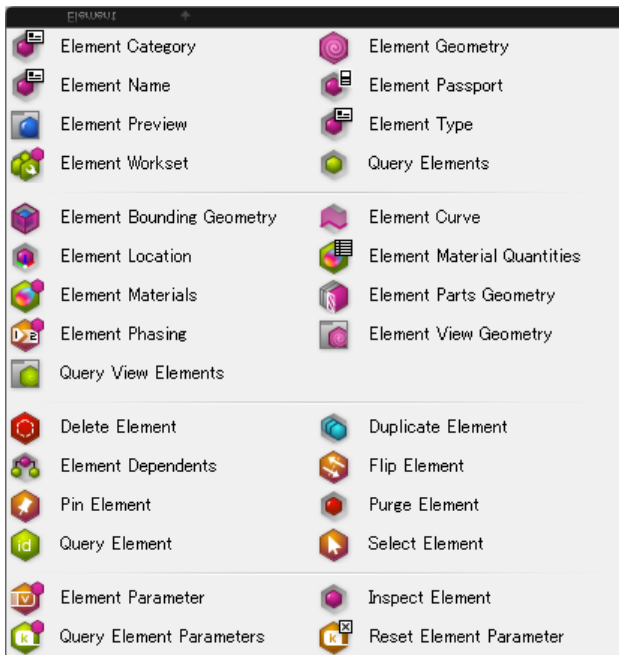 Element
Element Category
Element Geometry
Element Name
Element Passport
Element Preview
Element Type
Element Workset
Query Elements
Element Bounding Geometry
Element Curve
Element Location
Element Material Quantities
Element Materials
Element Parts Geometry
Element Phasing
Element View Geometry
Query View Elements
Delete Element
Duplicate Element
Element Dependents
Flip Element
Pin Element
Purge Element
id
Query Element
Select Element
Element Parameter
Inspect Element
Query Element Parameters
Reset Element Parameter